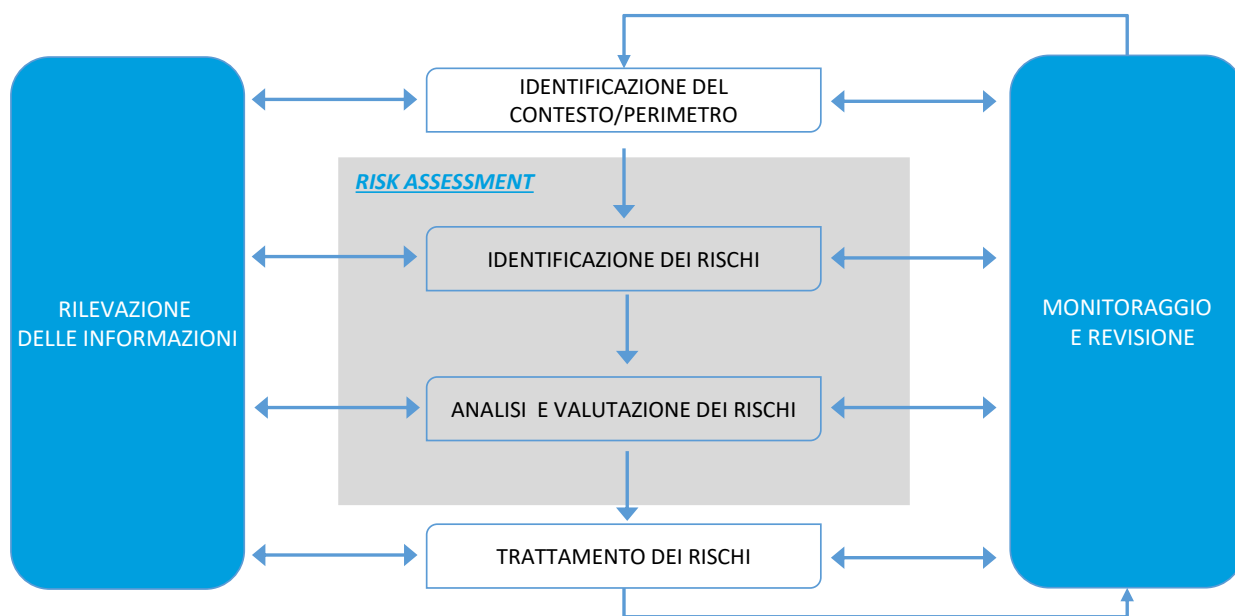 IDENTIFICAZIONE DEL
CONTESTO/PERIMETRO
RISK ASSESSMENT
IDENTIFICAZIONE DEI RISCHI
RILEVAZIONE
DELLE INFORMAZIONI
MONITORAGGIO
E REVISIONE
ANALISI E VALUTAZIONE DEI RISCHI
TRATTAMENTO DEI RISCHI